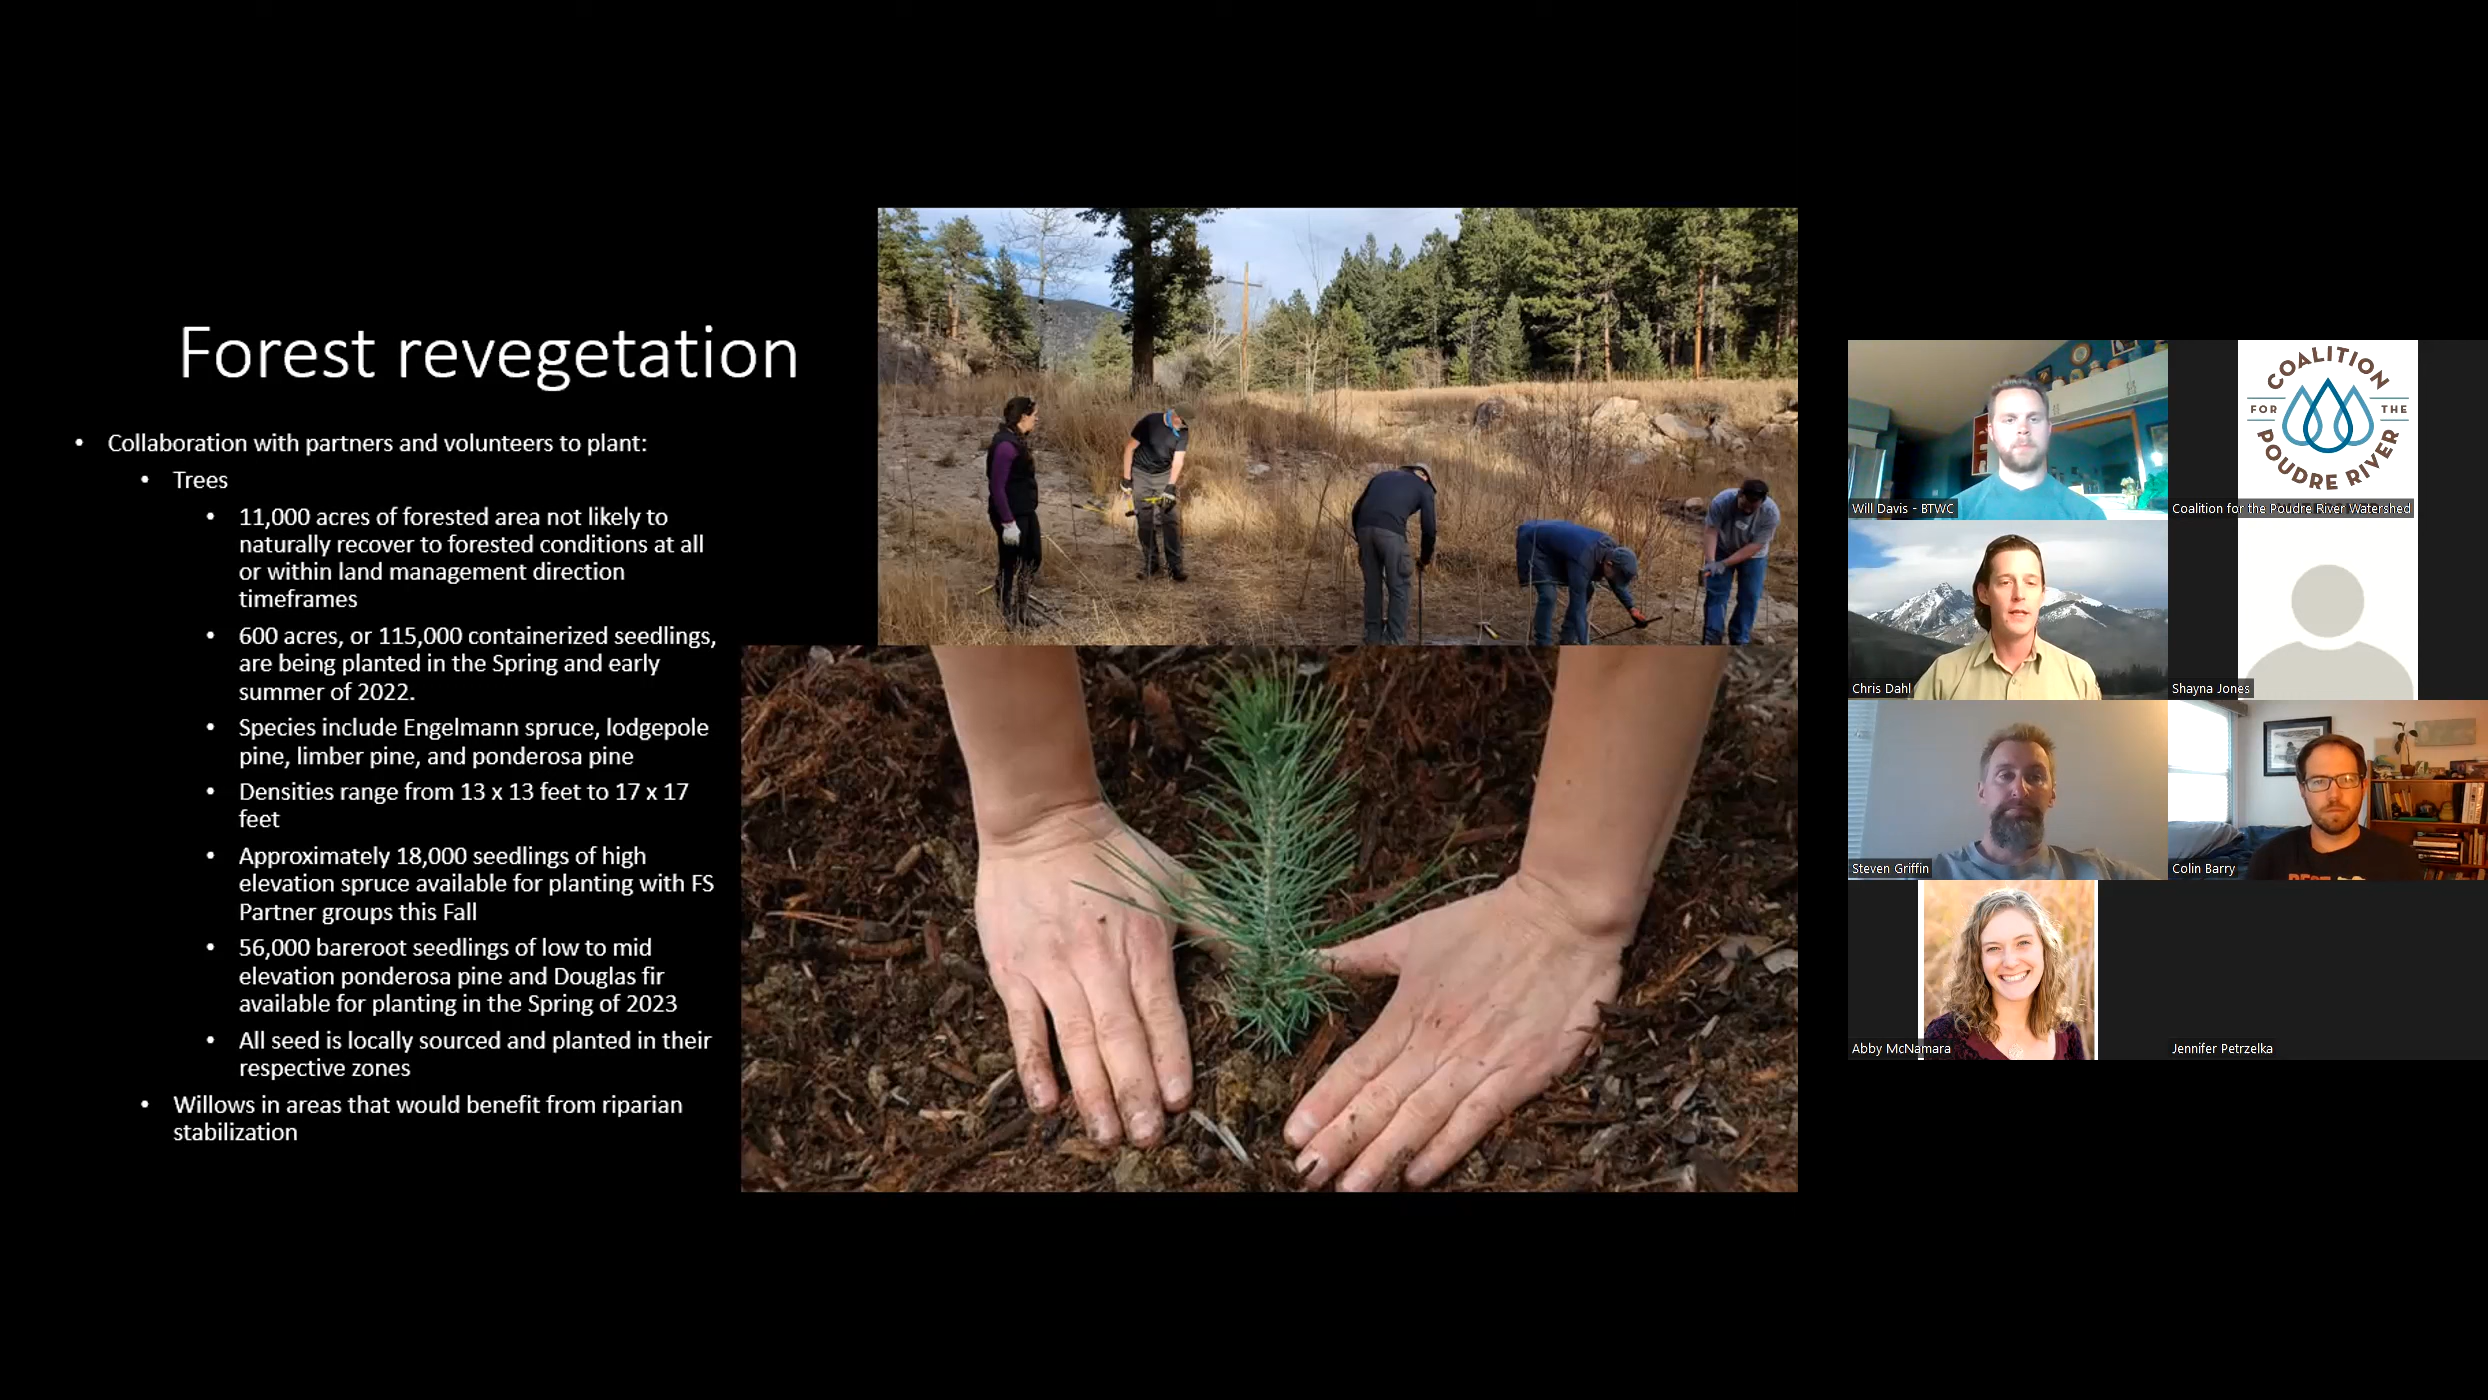 Forest revegetation
• Collaboration with partners and volunteers to plant:
• Trees
• 11,000 acres of forested area not likely to
naturally recover to forested conditions at all
or within land management direction
timeframes
• 600 acres, or 115,000 containerized seedlings,
are being planted in the Spring and early
summer of 2022.
• Species include Engelmann spruce, lodgepole
pine, limber pine, and ponderosa pine
• Densities range from 13 x 13 feet to 17 x 17
feet
• Approximately 18,000 seedlings of high
elevation spruce available for planting with FS
Partner groups this Fall
• 56,000 bareroot seedlings of low to mid
elevation ponderosa pine and Douglas fir
available for planting in the Spring of 2023
• All seed is locally sourced and planted in their
respective zones
• Willows in areas that would benefit from riparian
stabilization
Will Davis - BTWC
COALITION
FOR THE
POUDRE RIVER
Coalition for the Poudre River Watershed
Chris Dahl
Shayna Jones
Steven Griffin
Colin Barry
Abby McNamara
Jennifer Petrzelka